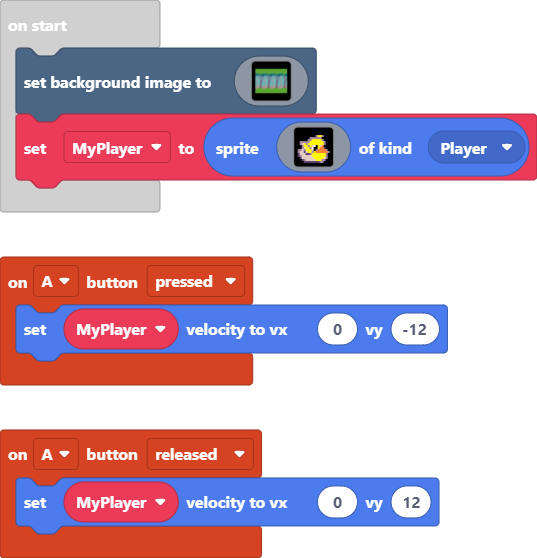 on start
set background image to
set MyPlayer to sprite of kind Player
on A button pressed
set MyPlayer velocity to vx 0 vy -12
on A button released
set MyPlayer velocity to vx 0 vy 12